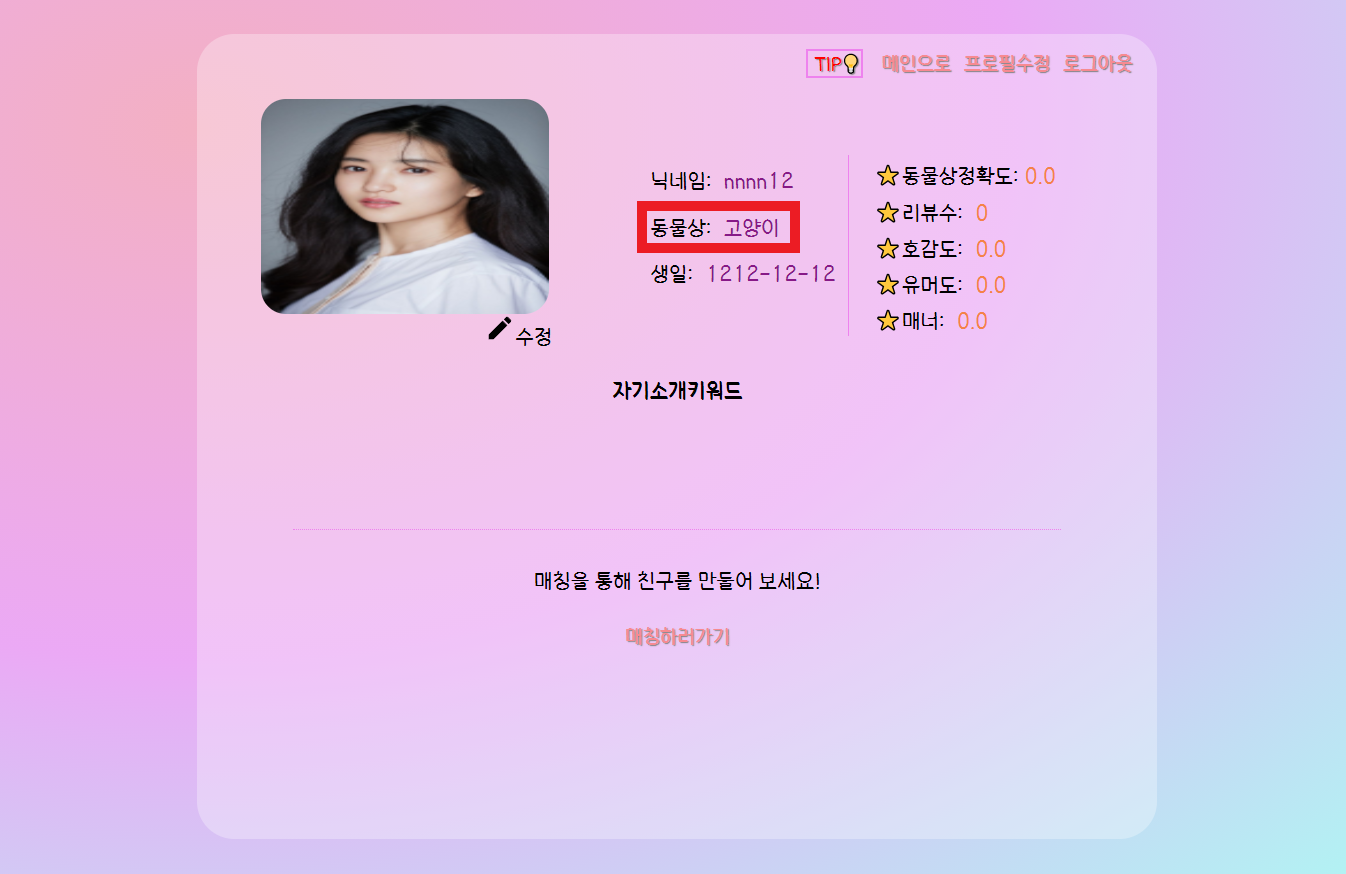 TIP 메인으로 프로필수정 로그아웃
닉네임: nnnn12
동물상: 고양이
생일: 1212-12-12
동물상정확도: 0.0
리뷰수: 0
호감도: 0.0
유머도: 0.0
매너: 0.0
수정
자기소개키워드
매칭을 통해 친구를 만들어 보세요!
매칭하러가기